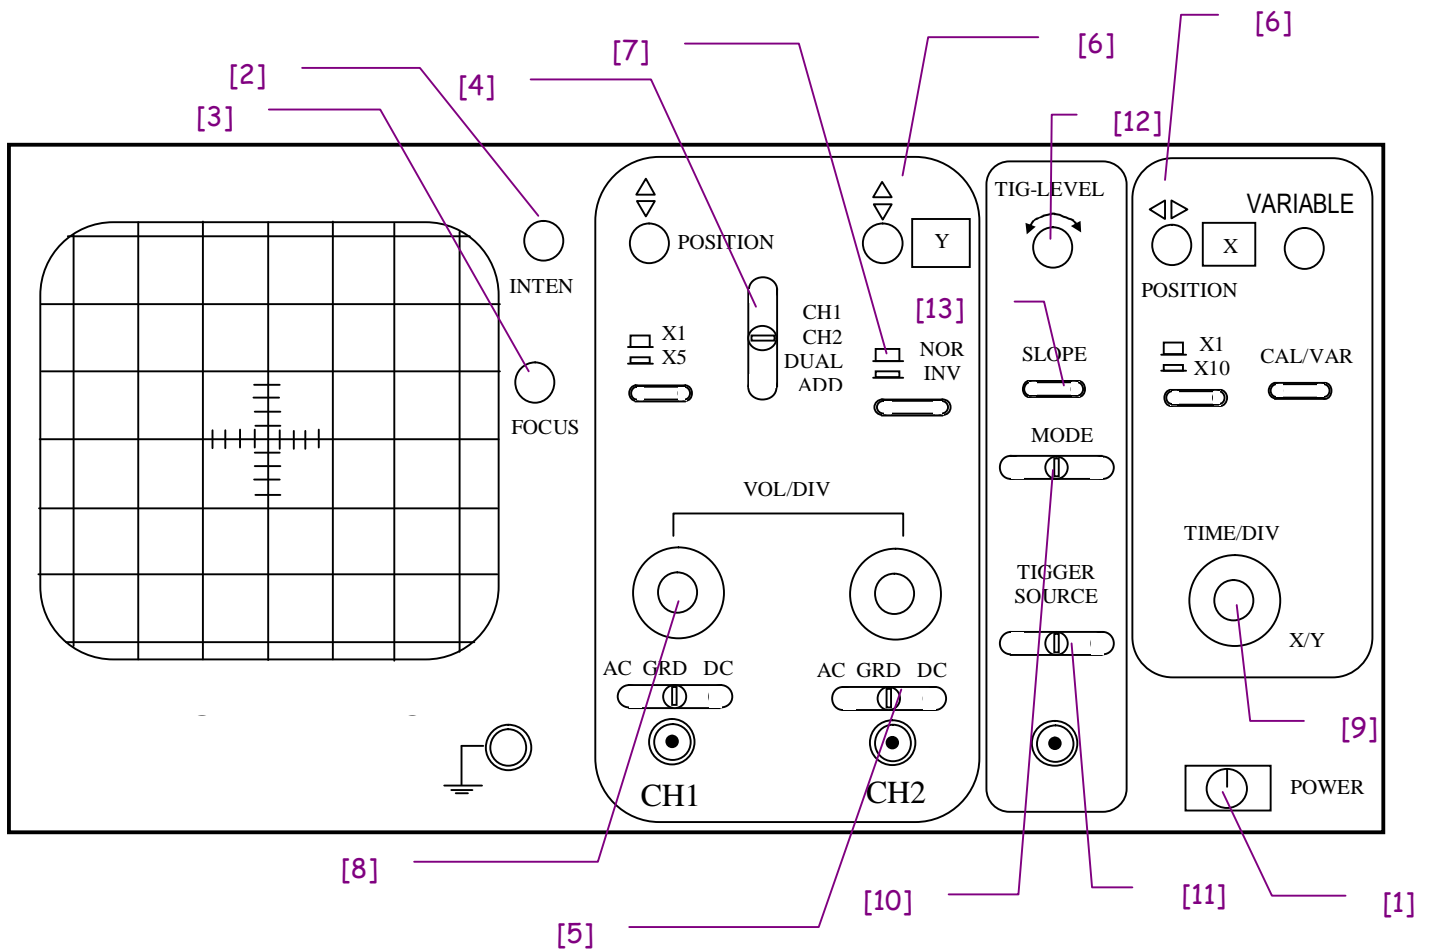 [6]
[7]
[6]
[2]
[4]
[3]
[12]
TIG-LEVEL
VARIABLE
POSITION
Y
X
INTEN
POSITION
[13]
CH1
CH2
DUAL
ADD
X1
X5
NOR
INV
SLOPE
X1
X10
CAL/VAR
FOCUS
MODE
VOL/DIV
TIME/DIV
TIGGER
SOURCE
X/Y
AC GRD DC
AC GRD DC
[9]
CH1
CH2
POWER
[8]
[10]
[11]
[1]
[5]